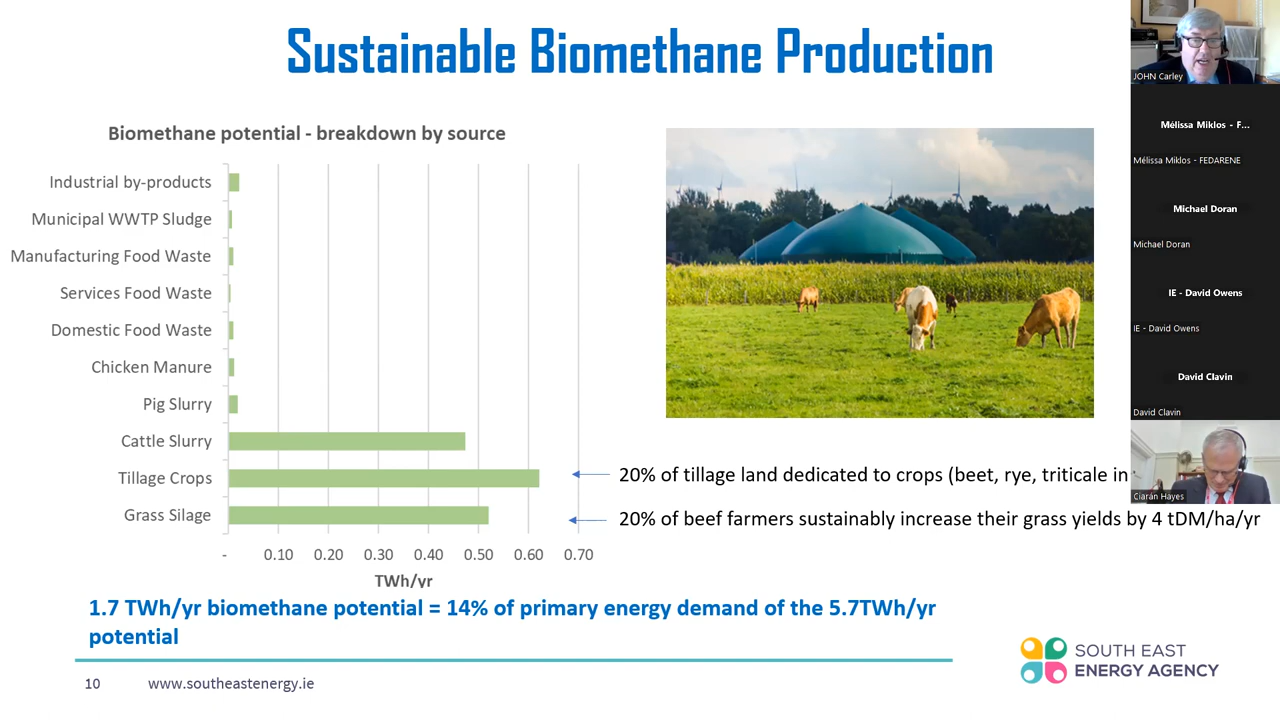 Sustainable Biomethane Production
Biomethane potential - breakdown by source
Industrial by-products
Municipal WWTP Sludge
Manufacturing Food Waste
Services Food Waste
Domestic Food Waste
Chicken Manure
Pig Slurry
Cattle Slurry
Tillage Crops
Grass Silage
- 0.10 0.20 0.30 0.40 0.50 0.60 0.70
TWh/yr
20% of tillage land dedicated to crops (beet, rye, triticale in
20% of beef farmers sustainably increase their grass yields by 4 tDM/ha/yr
1.7 TWh/yr biomethane potential = 14% of primary energy demand of the 5.7TWh/yr
potential
10 www.southeastenergy.ie
SOUTH EAST
ENERGY AGENCY
JOHN Carley
Mélissa Miklos - F...
Mélissa Miklos - FEDARENE
Michael Doran
Michael Doran
IE - David Owens
IE - David Owens
David Clavin
David Clavin
Ciarán Hayes